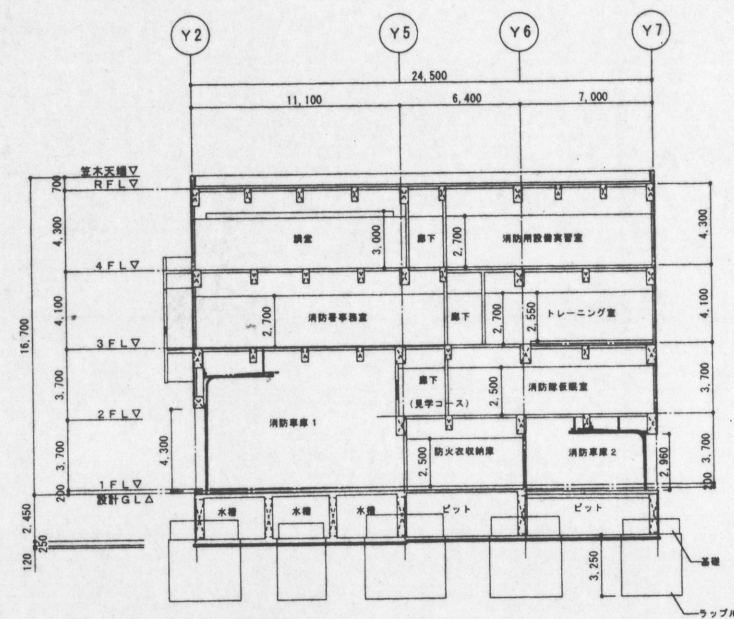 Y2 Y5 Y6 Y7
24,500
11,100 6,400 7,000
笠木天端▽
700
RFL▽
4,300
講堂
3,000
廊下
2,700
消防用設備実習室
4,300
4FL▽
16,700
4,100
2,700
消防署事務室
廊下
2,700
2,550
トレーニング室
4,100
3FL▽
3,700
廊下
(見学コース)
2,500
消防隊仮眠室
3,700
2FL▽
4,300
消防車庫1
3,700
2,500
防火衣収納庫
消防車庫2
2,960
3,700
1FL▽
200
設計GL△
200
2,450
水槽 水槽 水槽 ピット ピット
250
120
3,250
基礎
ラップル